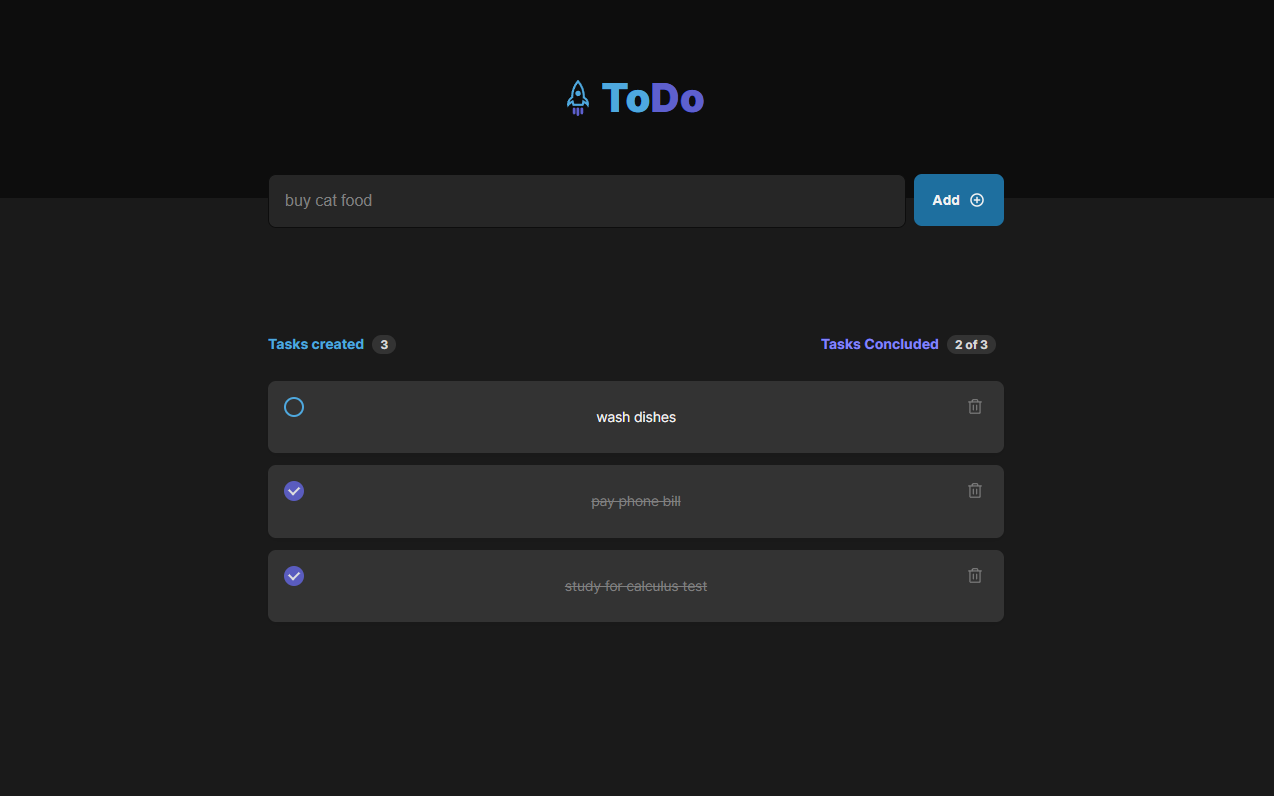 ToDo
buy cat food
Add
Tasks created 3
Tasks Concluded 2 of 3
wash dishes
pay phone bill
study for calculus test